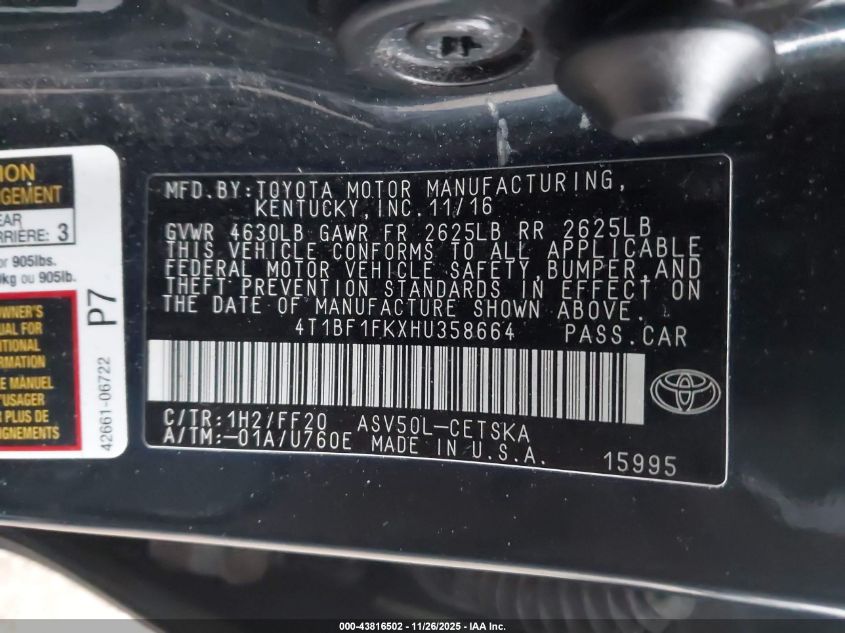 ION
GEMENT
EAR
RRIÈRE: 3
or 905lbs.
0kg ou 905lb.
OWNER'S
UAL FOR
DITIONAL
E MANUEL
'USAGER
R PLUS DE
IGNEMENTS
P7
42661-06722
MFD.BY:TOYOTA MOTOR MANUFACTURING,
KENTUCKY,INC.11/16
GVWR 4630LB GAWR FR 2625LB RR 2625LB
THIS VEHICLE CONFORMS TO ALL APPLICABLE
FEDERAL MOTOR VEHICLE SAFETY,BUMPER,AND
THEFT PREVENTION STANDARDS IN EFFECT ON
THE DATE OF MANUFACTURE SHOWN ABOVE.
4T1BF1FKXHU358664 PASS.CAR
C/TR:1H2/FF20 ASV50L-CETSKA
A/TM:-01A/U760E MADE IN U.S.A. 15995
000-43816502 - 11/26/2025 - IAA Inc.